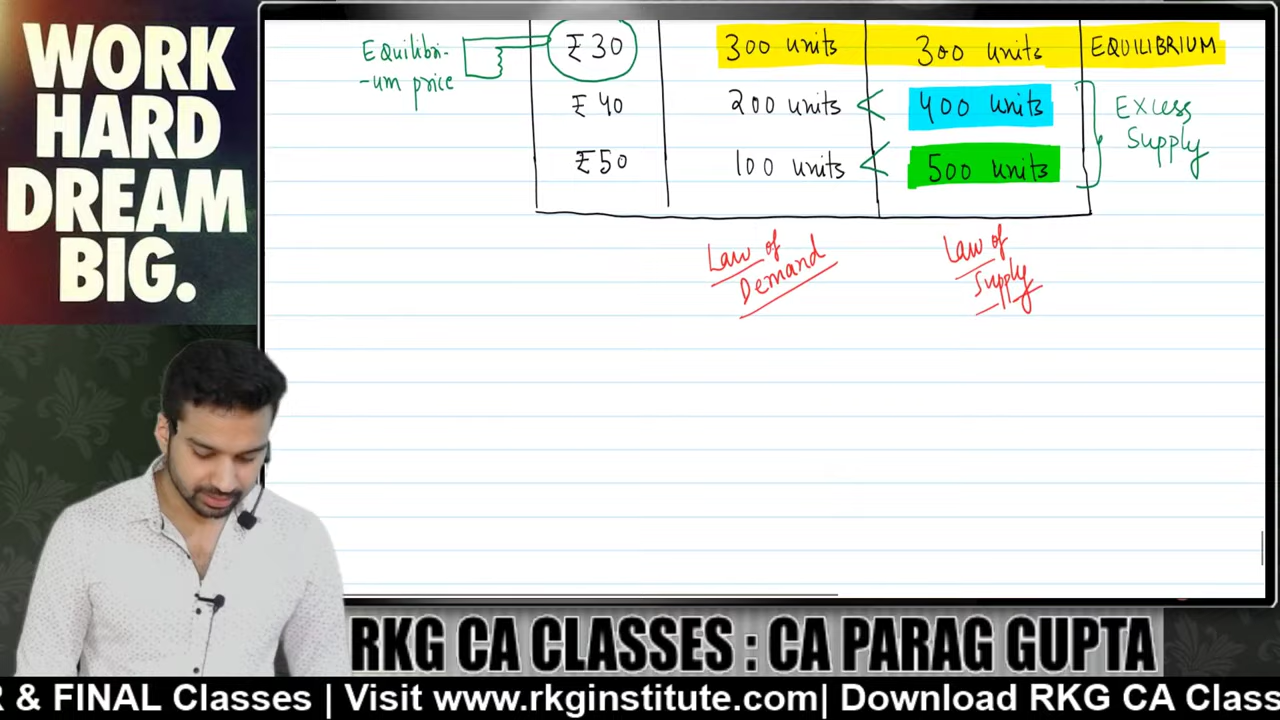 WORK
HARD
DREAM
BIG.
Equilibri-
-um price
₹30 300 units 300 units EQUILIBRIUM
₹40 200 units < 400 units
₹50 100 units < 500 units
Excess
Supply
Law of
Demand
Law of
Supply
RKG CA CLASSES : CA PARAG GUPTA
R & FINAL Classes | Visit www.rkginstitute.com| Download RKG CA Class